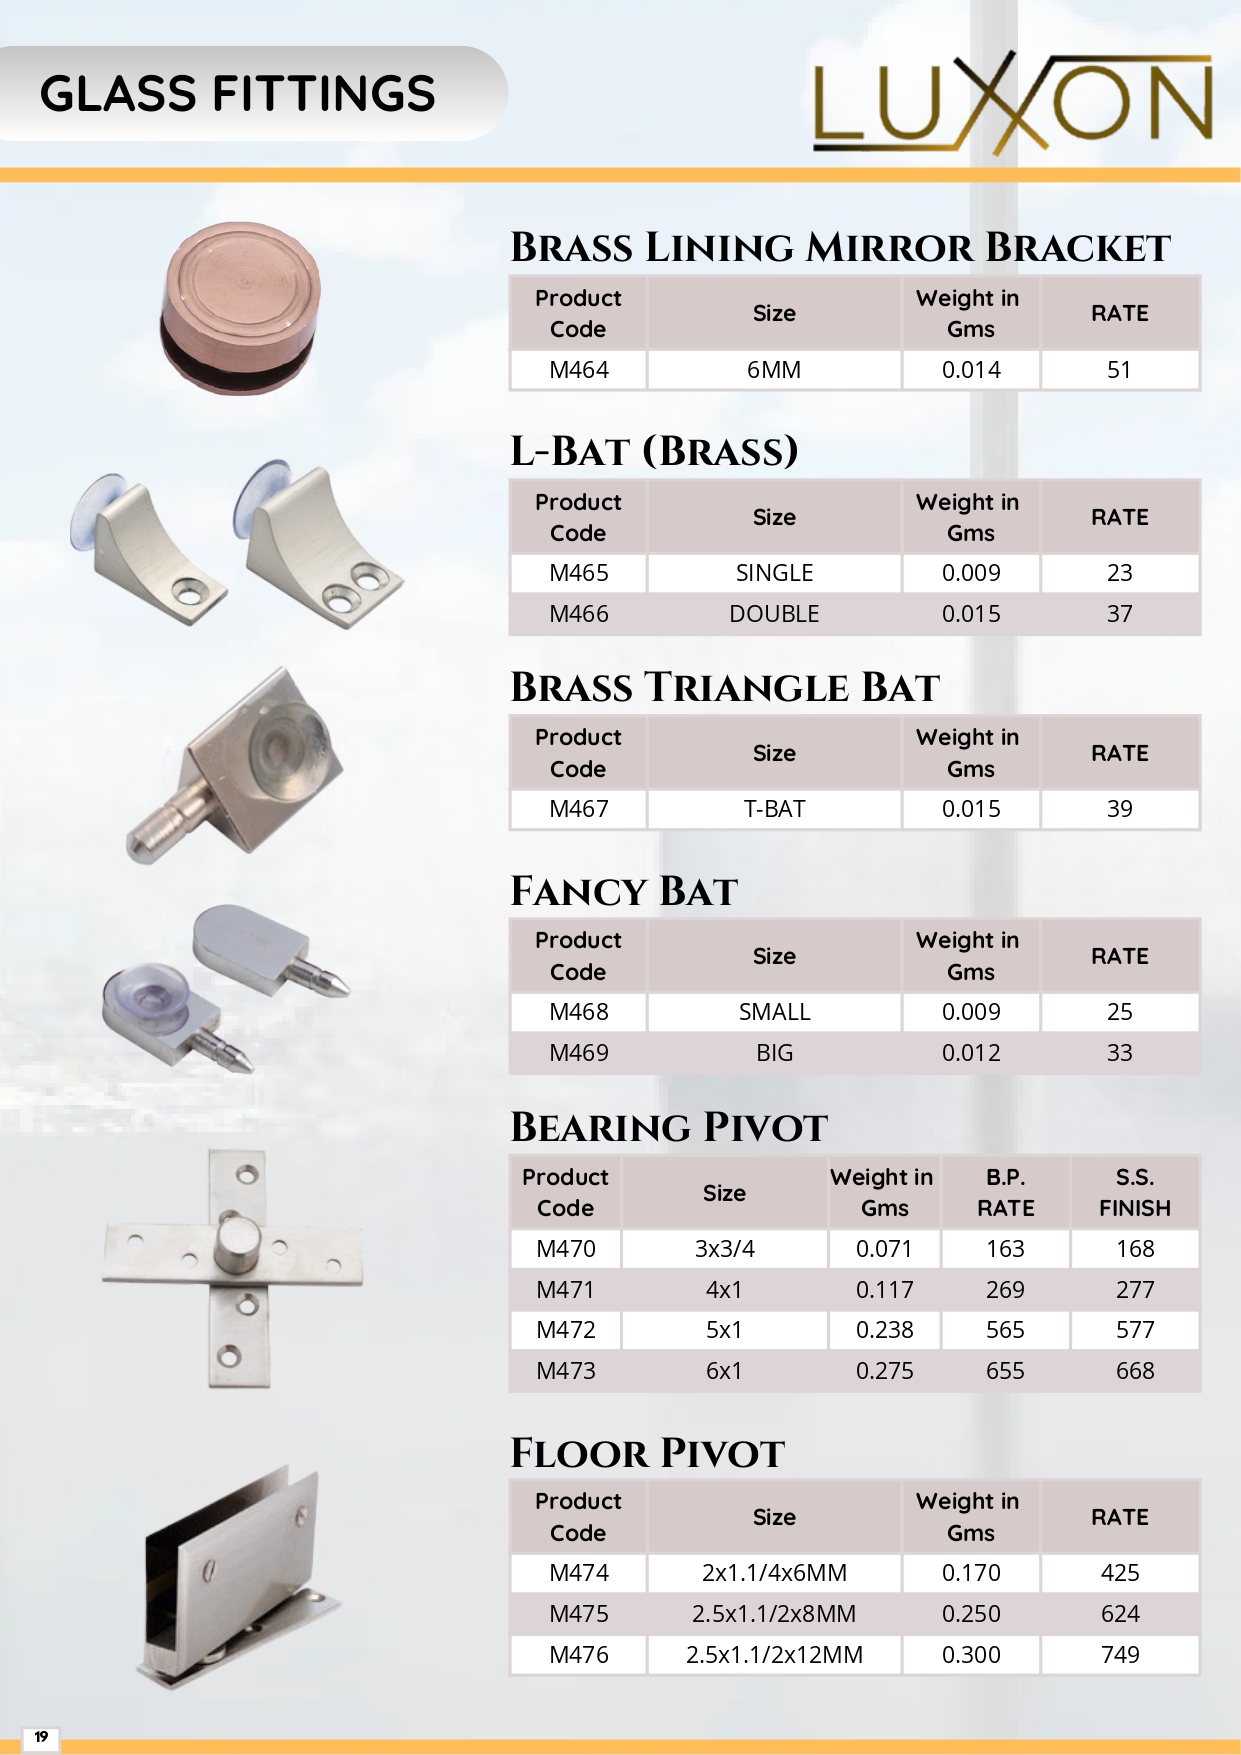 GLASS FITTINGS
LUXXON
BRASS LINING MIRROR BRACKET
Product Code Size Weight in Gms RATE
M464 6MM 0.014 51
L-BAT (BRASS)
Product Code Size Weight in Gms RATE
M465 SINGLE 0.009 23
M466 DOUBLE 0.015 37
BRASS TRIANGLE BAT
Product Code Size Weight in Gms RATE
M467 T-BAT 0.015 39
FANCY BAT
Product Code Size Weight in Gms RATE
M468 SMALL 0.009 25
M469 BIG 0.012 33
BEARING PIVOT
Product Code Size Weight in Gms B.P. RATE S.S. FINISH
M470 3x3/4 0.071 163 168
M471 4x1 0.117 269 277
M472 5x1 0.238 565 577
M473 6x1 0.275 655 668
FLOOR PIVOT
Product Code Size Weight in Gms RATE
M474 2x1.1/4x6MM 0.170 425
M475 2.5x1.1/2x8MM 0.250 624
M476 2.5x1.1/2x12MM 0.300 749
19